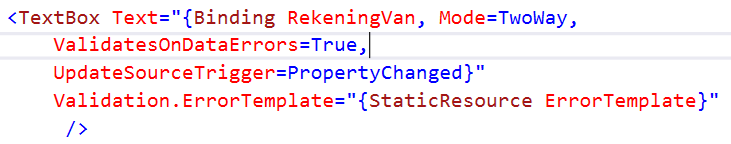 <TextBox Text="{Binding RekeningVan, Mode=TwoWay,
ValidatesOnDataErrors=True,
UpdateSourceTrigger=PropertyChanged}"
Validation.ErrorTemplate="{StaticResource ErrorTemplate}"
/>